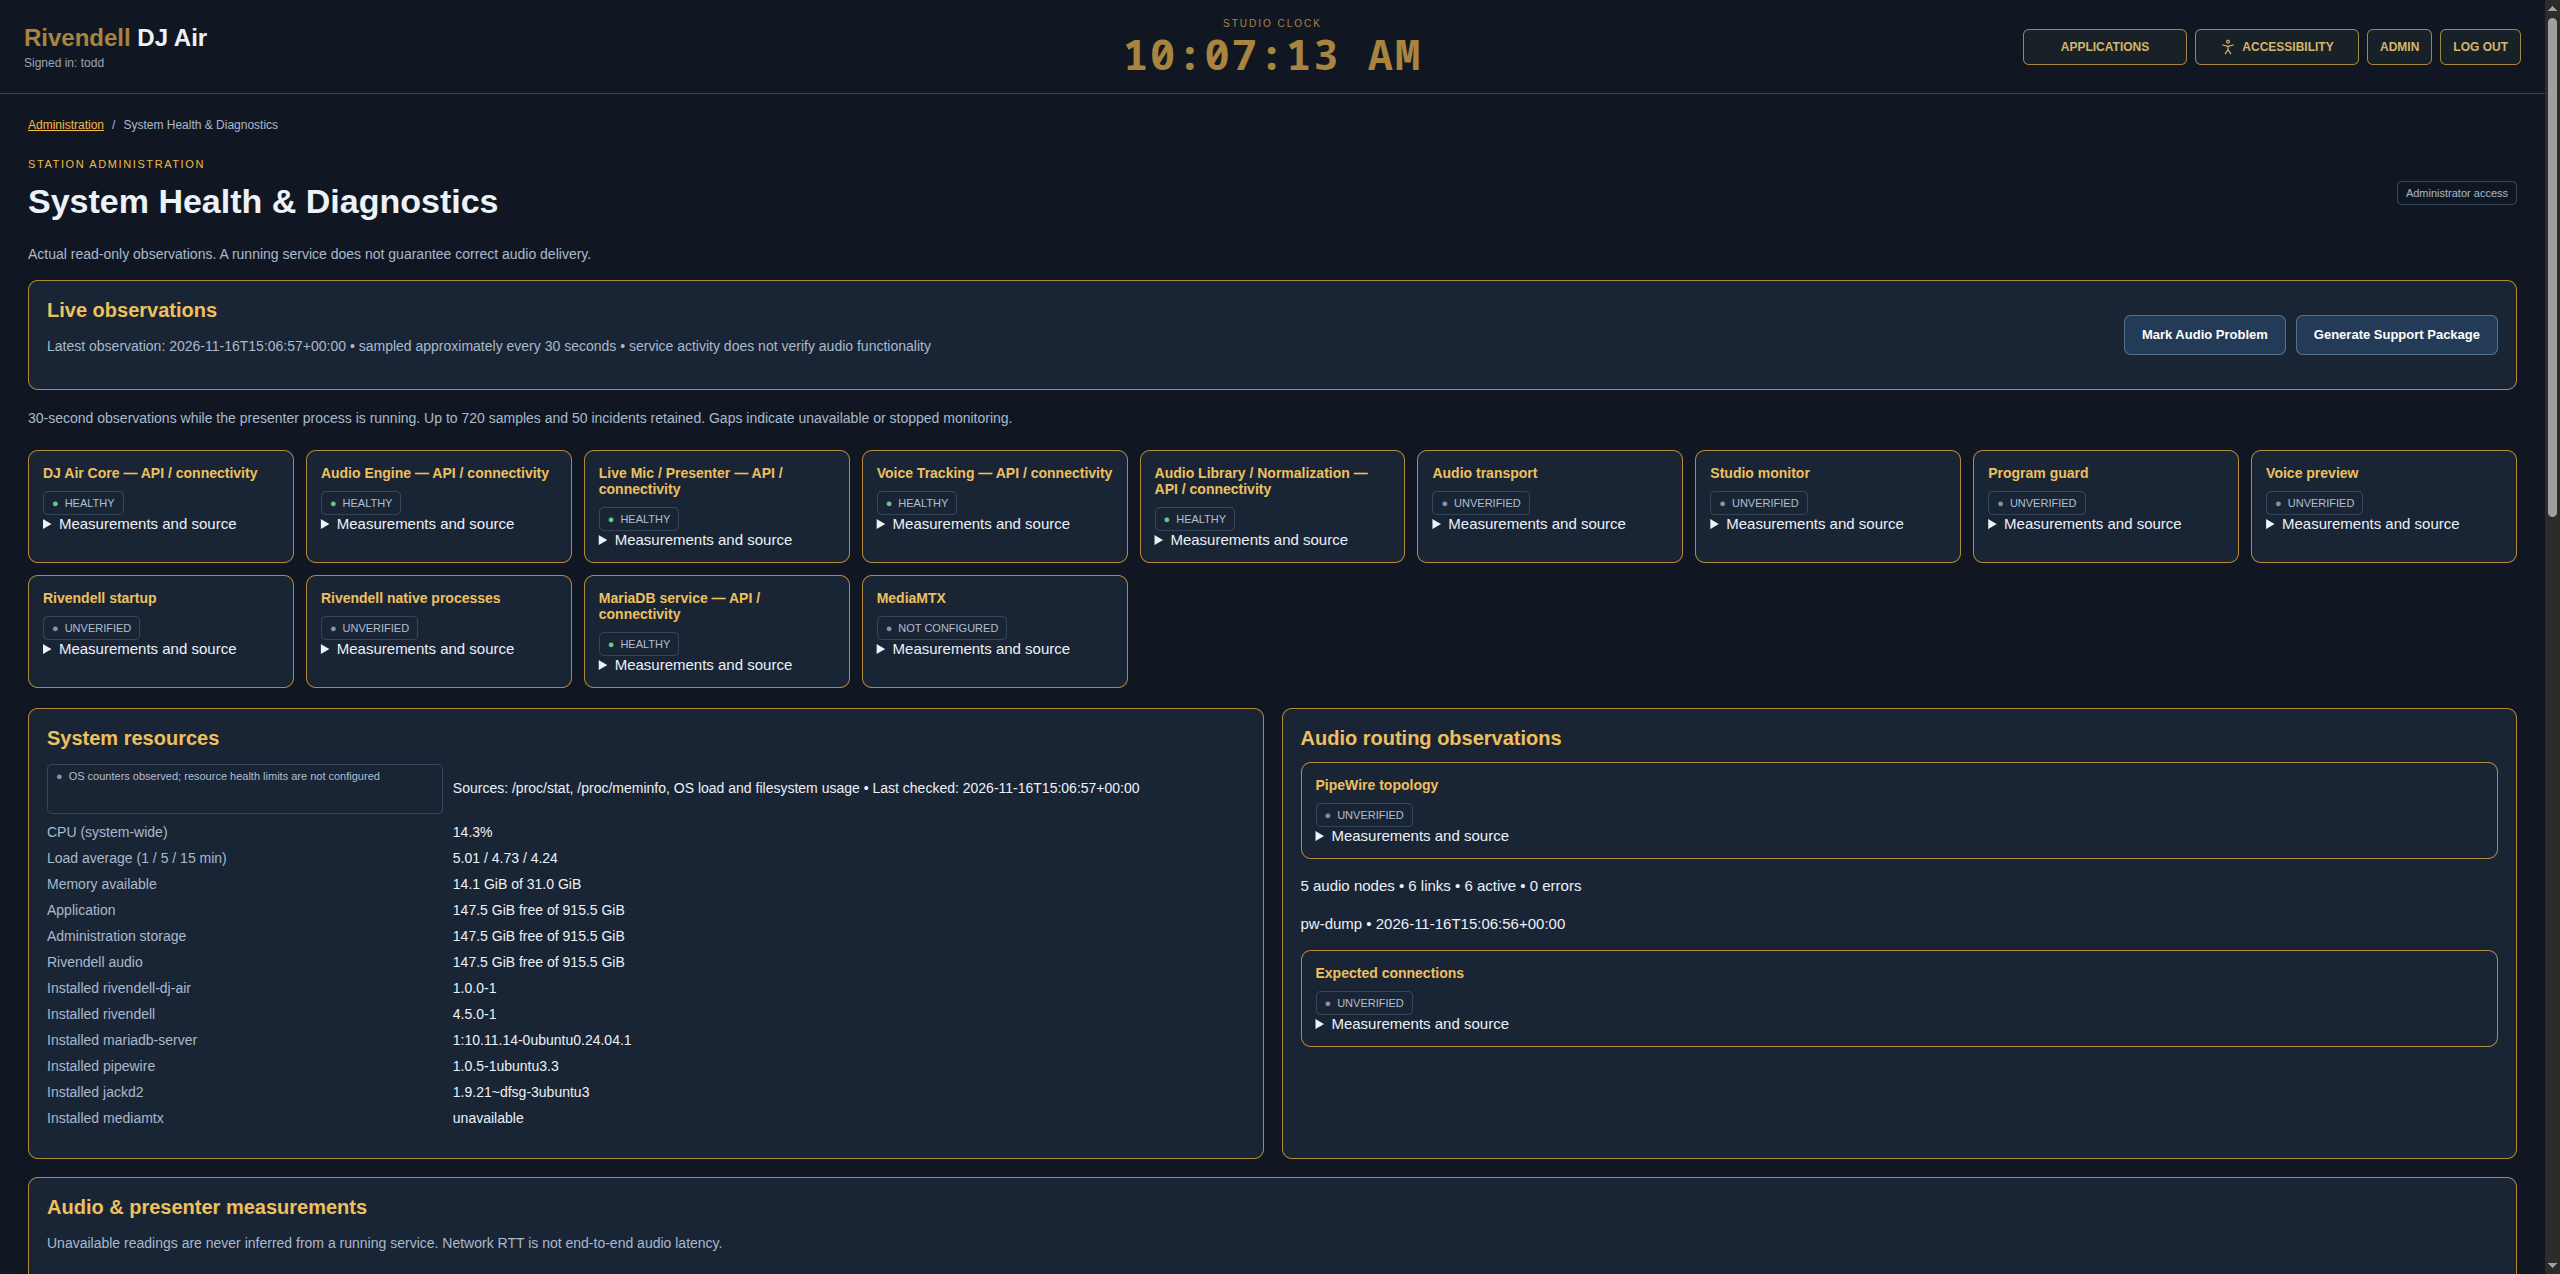 Rivendell DJ Air
Signed in: todd
STUDIO CLOCK
10:07:13 AM
APPLICATIONS
ACCESSIBILITY
ADMIN
LOG OUT
Administration / System Health & Diagnostics
STATION ADMINISTRATION
System Health & Diagnostics
Administrator access
Actual read-only observations. A running service does not guarantee correct audio delivery.
Live observations
Latest observation: 2026-11-16T15:06:57+00:00 • sampled approximately every 30 seconds • service activity does not verify audio functionality
Mark Audio Problem
Generate Support Package
30-second observations while the presenter process is running. Up to 720 samples and 50 incidents retained. Gaps indicate unavailable or stopped monitoring.
DJ Air Core — API / connectivity
HEALTHY
Measurements and source
Audio Engine — API / connectivity
HEALTHY
Measurements and source
Live Mic / Presenter — API /
connectivity
HEALTHY
Measurements and source
Voice Tracking — API / connectivity
HEALTHY
Measurements and source
Audio Library / Normalization —
API / connectivity
HEALTHY
Measurements and source
Audio transport
UNVERIFIED
Measurements and source
Studio monitor
UNVERIFIED
Measurements and source
Program guard
UNVERIFIED
Measurements and source
Voice preview
UNVERIFIED
Measurements and source
Rivendell startup
UNVERIFIED
Measurements and source
Rivendell native processes
UNVERIFIED
Measurements and source
MariaDB service — API /
connectivity
HEALTHY
Measurements and source
MediaMTX
NOT CONFIGURED
Measurements and source
System resources
OS counters observed; resource health limits are not configured
Sources: /proc/stat, /proc/meminfo, OS load and filesystem usage • Last checked: 2026-11-16T15:06:57+00:00
CPU (system-wide) 14.3%
Load average (1 / 5 / 15 min) 5.01 / 4.73 / 4.24
Memory available 14.1 GiB of 31.0 GiB
Application 147.5 GiB free of 915.5 GiB
Administration storage 147.5 GiB free of 915.5 GiB
Rivendell audio 147.5 GiB free of 915.5 GiB
Installed rivendell-dj-air 1.0.0-1
Installed rivendell 4.5.0-1
Installed mariadb-server 1:10.11.14-0ubuntu0.24.04.1
Installed pipewire 1.0.5-1ubuntu3.3
Installed jackd2 1.9.21~dfsg-3ubuntu3
Installed mediamtx unavailable
Audio routing observations
PipeWire topology
UNVERIFIED
Measurements and source
5 audio nodes • 6 links • 6 active • 0 errors
pw-dump • 2026-11-16T15:06:56+00:00
Expected connections
UNVERIFIED
Measurements and source
Audio & presenter measurements
Unavailable readings are never inferred from a running service. Network RTT is not end-to-end audio latency.